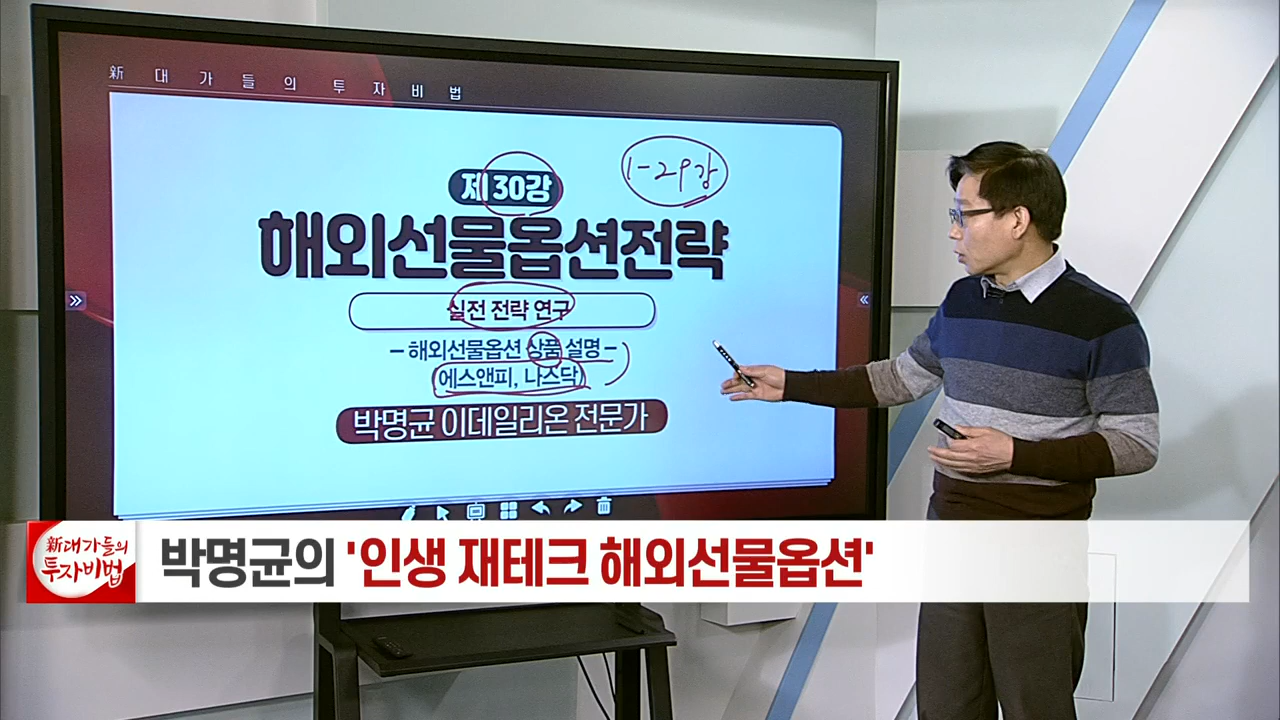 新 대가들의 투자비법
1-29강
제30강
해외선물옵션전략
실전 전략 연구
- 해외선물옵션 상품 설명 -
에스앤피, 나스닥
박명균 이데일리온 전문가
新대가들의
투자비법
박명균의 '인생 재테크 해외선물옵션'